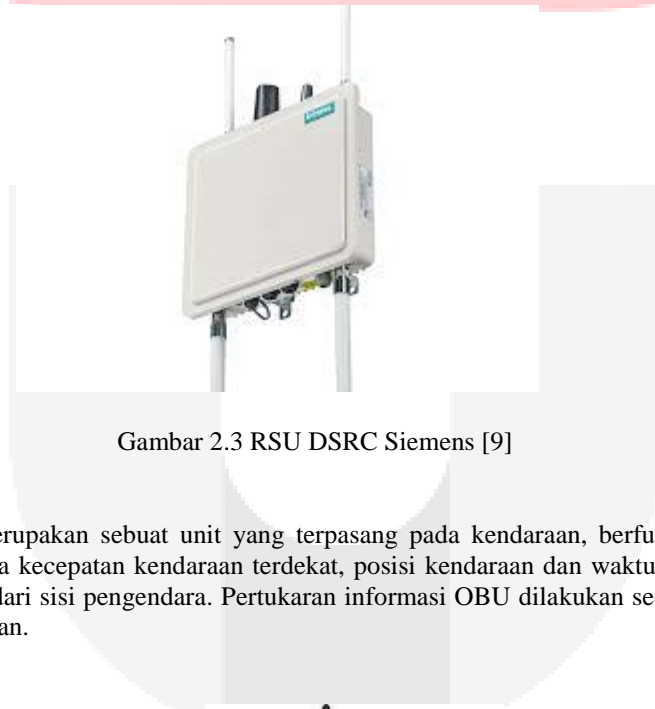 Gambar 2.3 RSU DSRC Siemens [9]
erupakan sebuat unit yang terpasang pada kendaraan, berfu
a kecepatan kendaraan terdekat, posisi kendaraan dan waktu
dari sisi pengendara. Pertukaran informasi OBU dilakukan se
an.